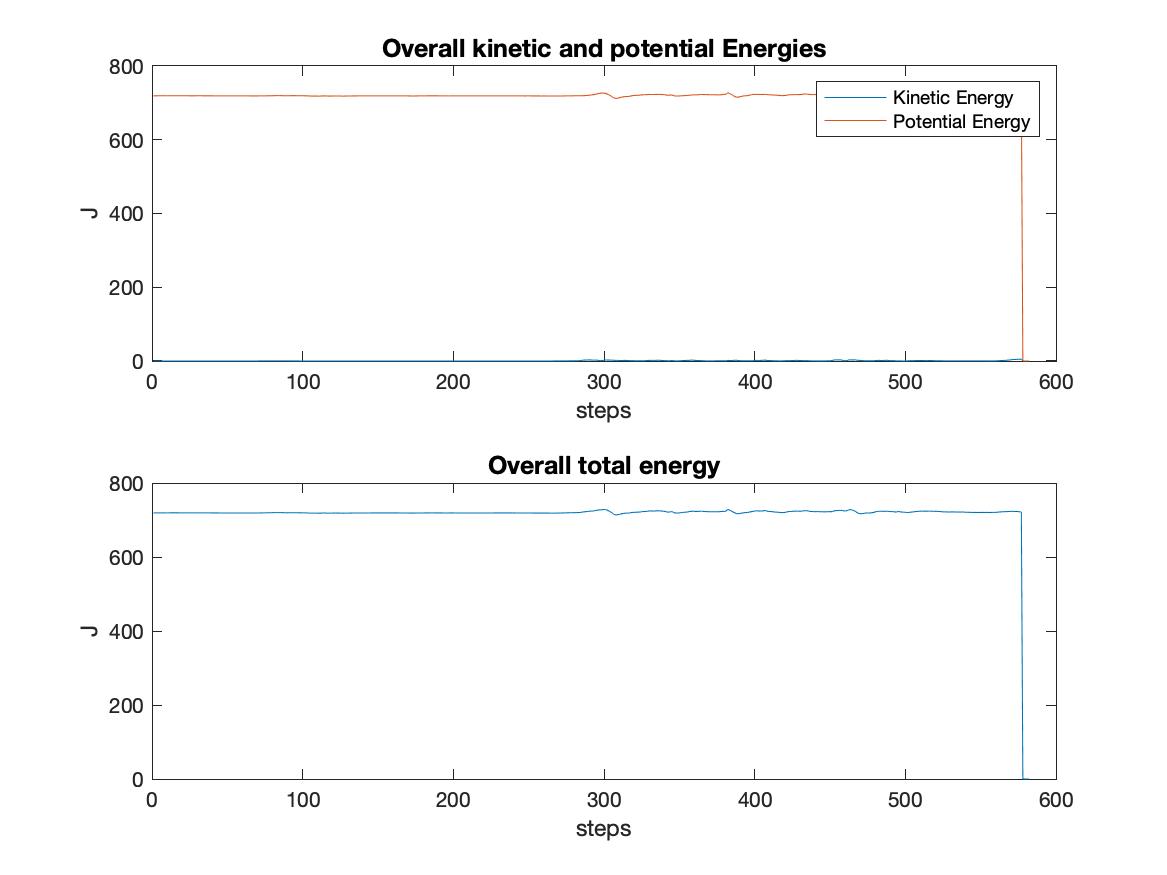 Overall kinetic and potential Energies
800
600
400
200
0
J
Kinetic Energy
Potential Energy
0 100 200 300 400 500 600
steps
Overall total energy
800
600
400
200
0
J
0 100 200 300 400 500 600
steps